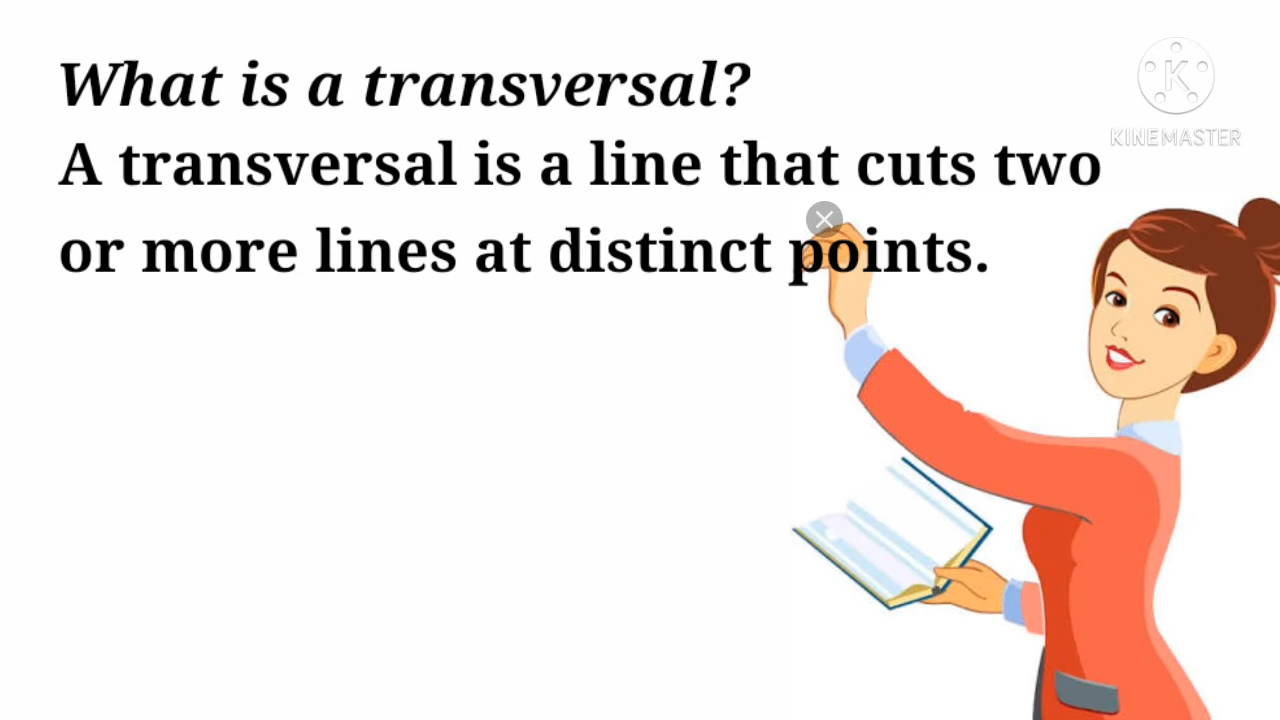 What is a transversal?
A transversal is a line that cuts two
or more lines at distinct points.
KINEMASTER